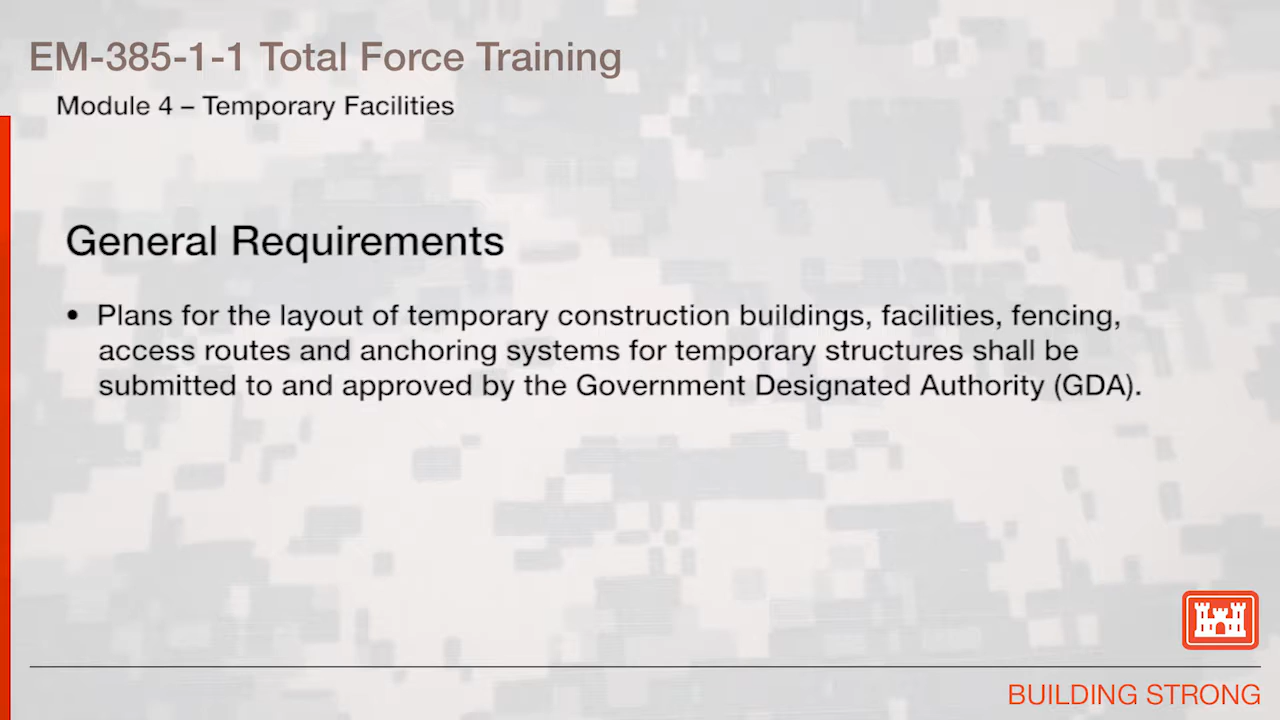 EM-385-1-1 Total Force Training
Module 4 – Temporary Facilities
General Requirements
• Plans for the layout of temporary construction buildings, facilities, fencing,
access routes and anchoring systems for temporary structures shall be
submitted to and approved by the Government Designated Authority (GDA).
BUILDING STRONG